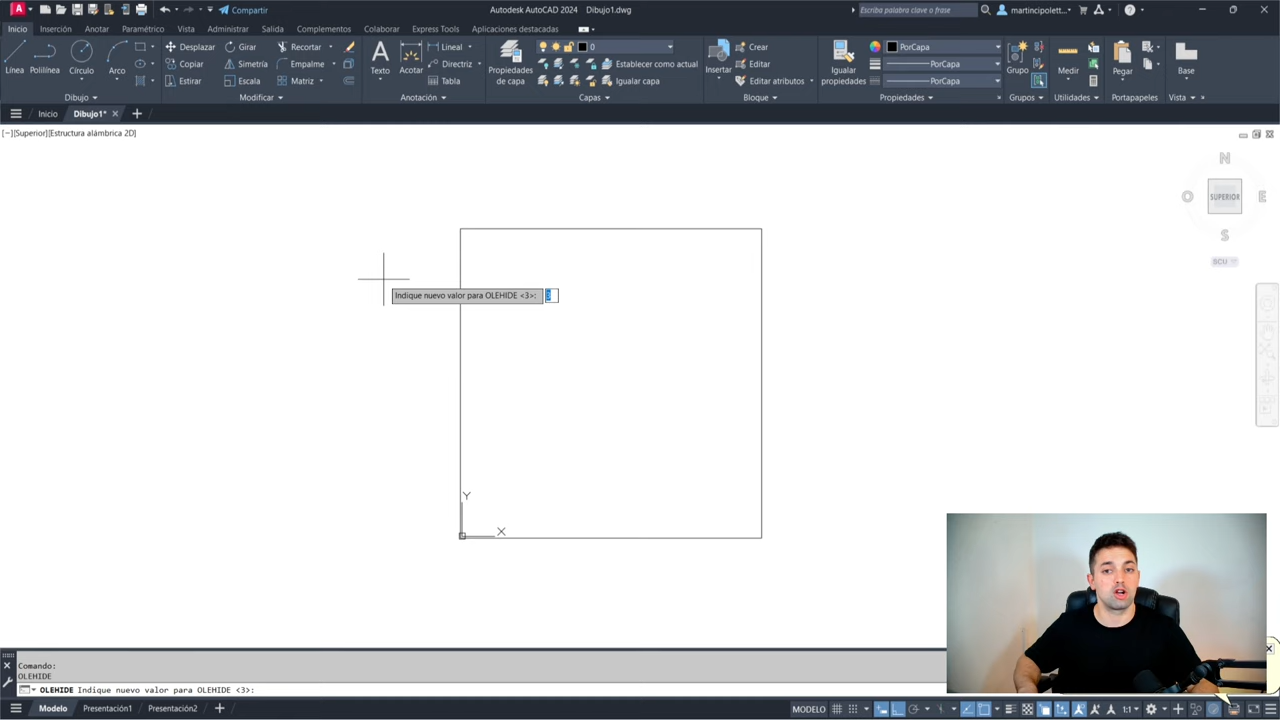 Compartir
Autodesk AutoCAD 2024 Dibujo1.dwg
Escriba palabra clave o frase
martincipolett...
Inicio Inserción Anotar Paramétrico Vista Administrar Salida Complementos Colaborar Express Tools Aplicaciones destacadas
Línea Polilínea Círculo Arco
Desplazar Girar Recortar
Copiar Simetría Empalme
Estirar Escala Matriz
Texto Acotar
Lineal
Directriz
Tabla
Propiedades
de capa
0
Establecer como actual
Igualar capa
Insertar
Crear
Editar
Editar atributos
Igualar
propiedades
PorCapa
PorCapa
PorCapa
Grupo Medir Pegar Base
Dibujo Modificar Anotación Capas Bloque Propiedades Grupos Utilidades Portapapeles Vista
Inicio Dibujo1*
[−][Superior][Estructura alámbrica 2D]
N
O SUPERIOR E
S
SCU
Indique nuevo valor para OLEHIDE <3>: 3
Y
X
Comando:
OLEHIDE
OLEHIDE Indique nuevo valor para OLEHIDE <3>:
Modelo Presentación1 Presentación2 +
MODELO 1:1